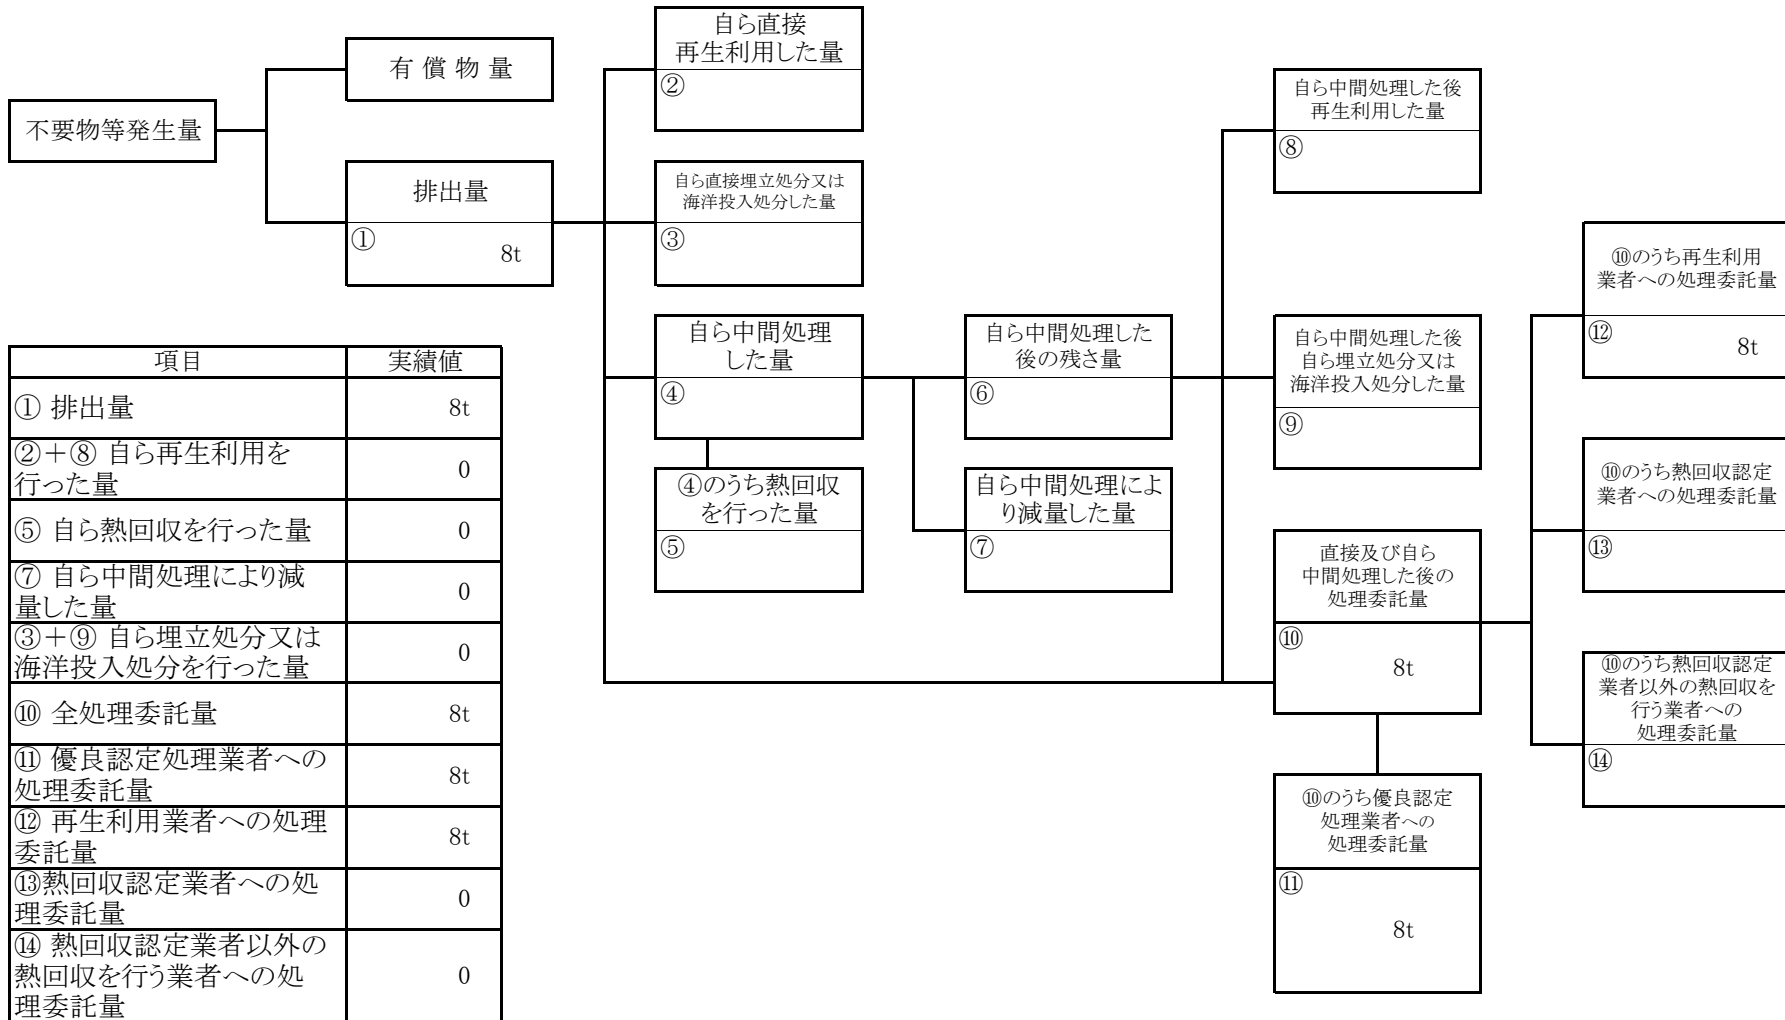 不要物等発生量
有 償 物 量
排出量
①
8t
自ら直接
再生利用した量
②
自ら直接埋立処分又は
海洋投入処分した量
③
自ら中間処理
した量
④
④のうち熱回収
を行った量
⑤
自ら中間処理した
後の残さ量
⑥
自ら中間処理によ
り減量した量
⑦
自ら中間処理した後
再生利用した量
⑧
自ら中間処理した後
自ら埋立処分又は
海洋投入処分した量
⑨
直接及び自ら
中間処理した後の
処理委託量
⑩
8t
⑩のうち優良認定
処理業者への
処理委託量
⑪
8t
⑩のうち再生利用
業者への処理委託量
⑫
8t
⑩のうち熱回収認定
業者への処理委託量
⑬
⑩のうち熱回収認定
業者以外の熱回収を
行う業者への
処理委託量
⑭
項目 実績値
① 排出量 8t
②＋⑧ 自ら再生利用を
行った量 0
⑤ 自ら熱回収を行った量 0
⑦ 自ら中間処理により減
量した量 0
③＋⑨ 自ら埋立処分又は
海洋投入処分を行った量 0
⑩ 全処理委託量 8t
⑪ 優良認定処理業者への
処理委託量 8t
⑫ 再生利用業者への処理
委託量 8t
⑬熱回収認定業者への処
理委託量 0
⑭ 熱回収認定業者以外の
熱回収を行う業者への処
理委託量 0